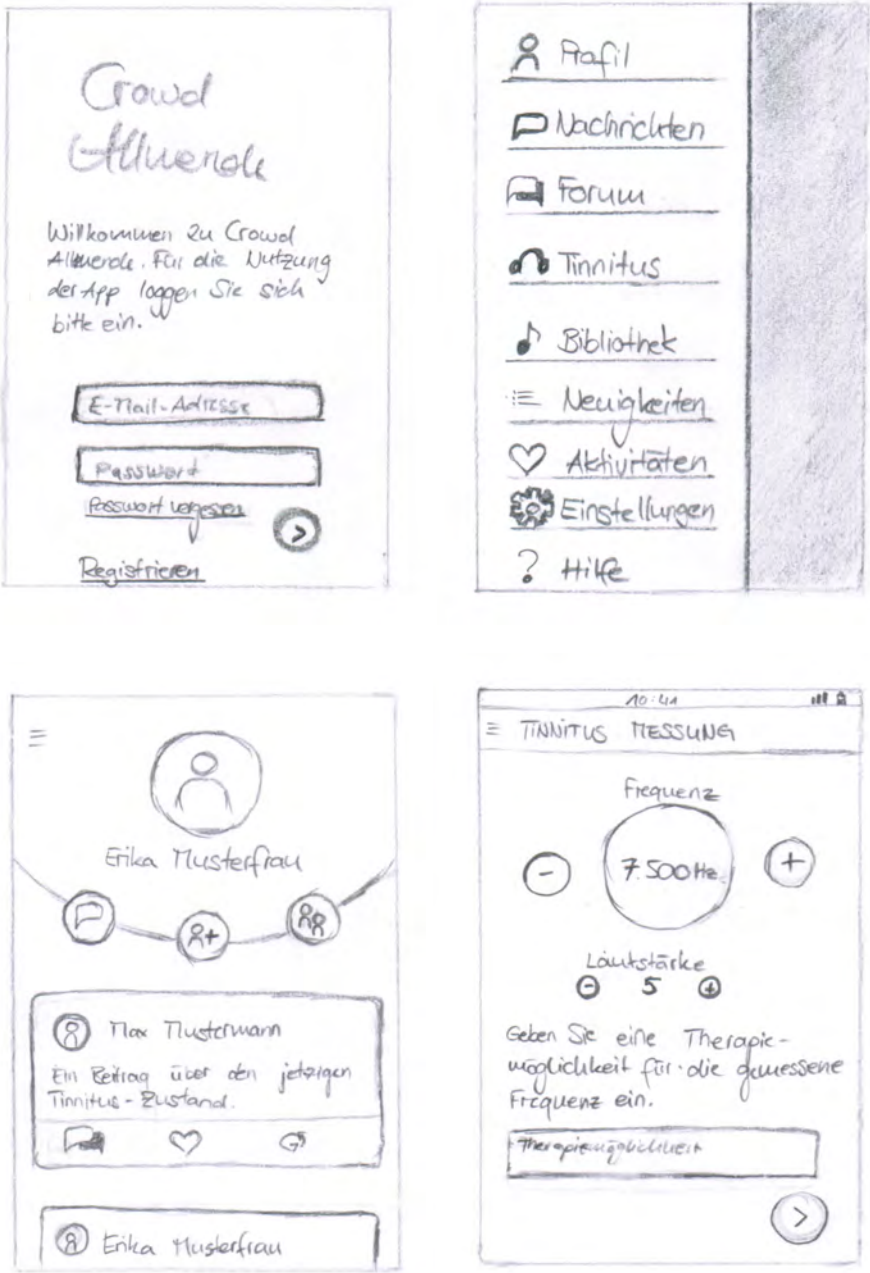 Crowd
Allmende
Willkommen zu Crowd
Allmende. Für die Nutzung
der App loggen Sie sich
bitte ein.
E-Mail-Adresse
Passwort
Passwort vergessen
>
Registrieren
Profil
Nachrichten
Forum
Tinnitus
Bibliothek
Neuigkeiten
Aktivitäten
Einstellungen
? Hilfe
Erika Musterfrau
Max Mustermann
Ein Beitrag über den jetzigen
Tinnitus-Zustand.
Erika Musterfrau
10:41
TINNITUS MESSUNG
Frequenz
- 7.500 Hz +
Lautstärke
- 5 +
Geben Sie eine Therapie-
möglichkeit für die gemessene
Frequenz ein.
Therapiemöglichkeit
>